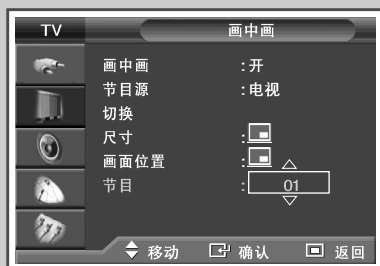 TV
画中画
画中画 :开
节目源 :电视
切换
尺寸 :
画面位置 :
节目 : 01
移动 确认 返回